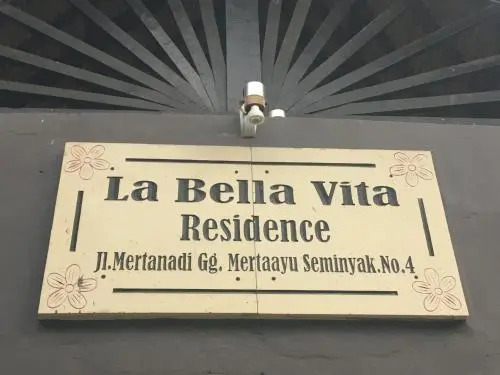 La Bella Vita
Residence
Jl.Mertanadi Gg. Mertaayu Seminyak.No.4